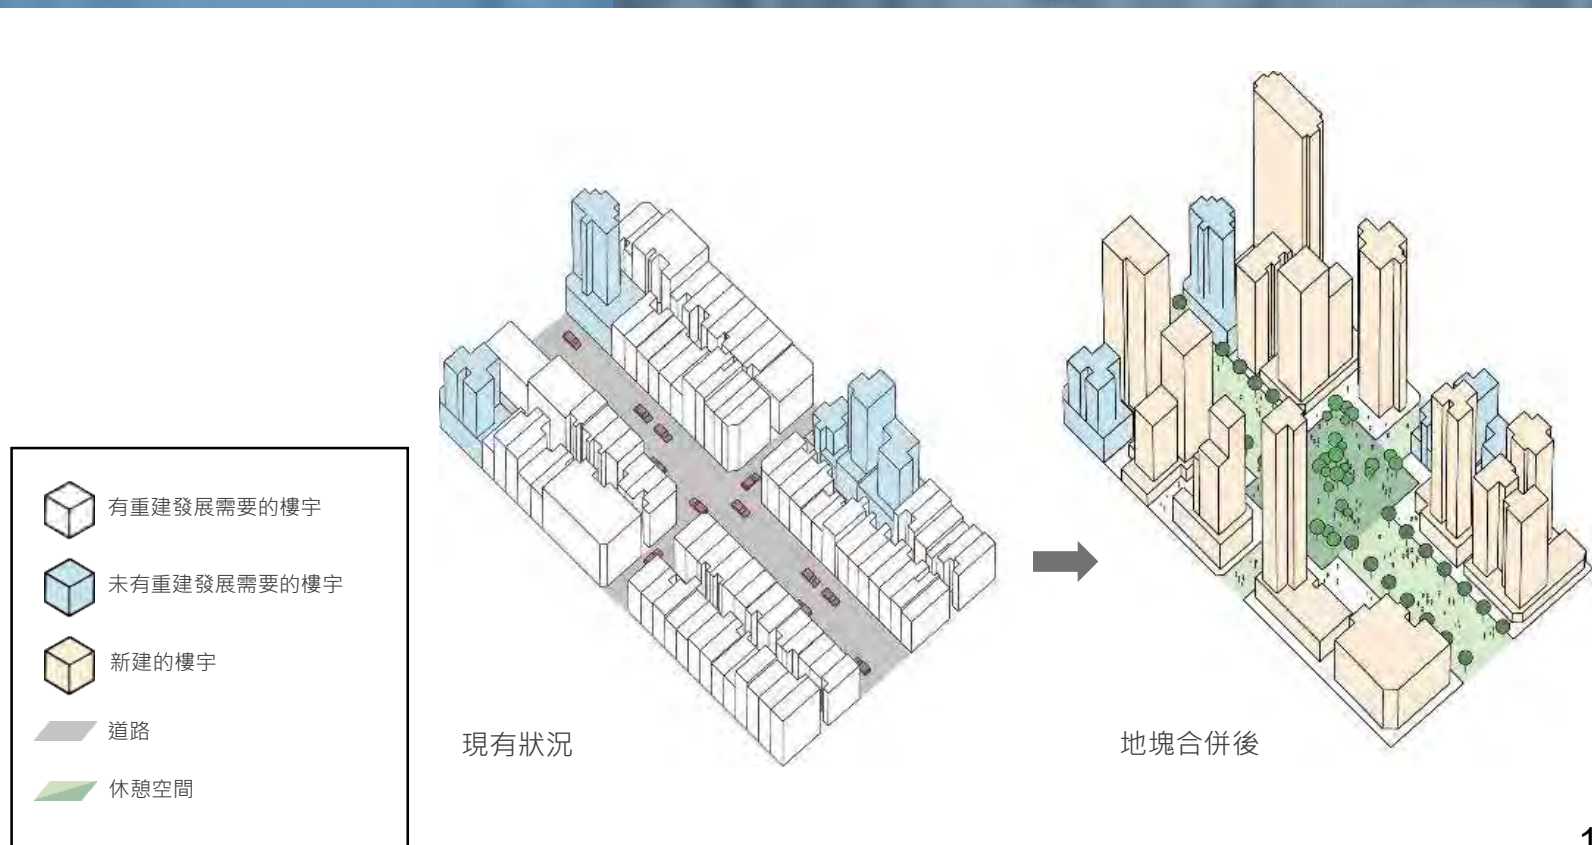 有重建發展需要的樓宇
未有重建發展需要的樓宇
新建的樓宇
道路
休憩空間
現有狀況
地塊合併後